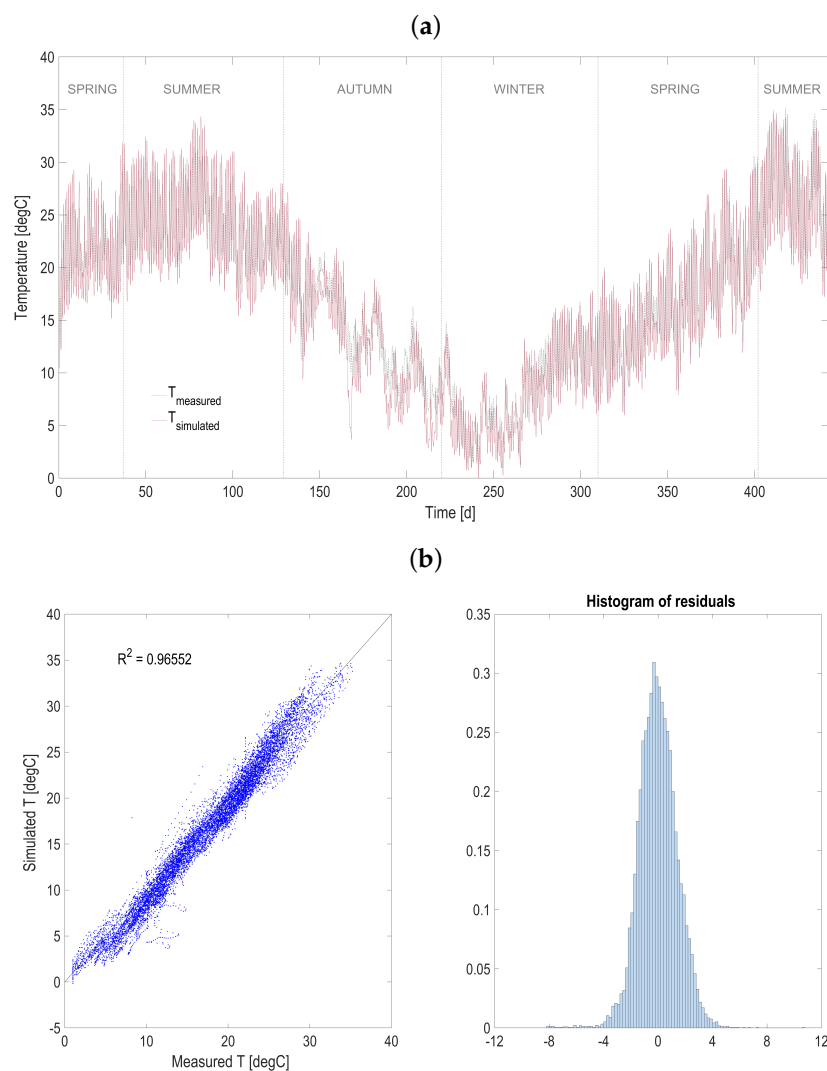 (a)
SPRING SUMMER AUTUMN WINTER SPRING SUMMER
40
35
30
25
20
15
10
5
0
Temperature [degC]
T measured
T simulated
0 50 100 150 200 250 300 350 400
Time [d]
(b)
40
30
20
15
10
5
0
-5
Simulated T [degC]
R2 = 0.96552
0 10 20 30 40
Measured T [degC]
Histogram of residuals
0.35
0.3
0.25
0.2
0.15
0.1
0.05
0
-12 -8 -4 0 4 8 12